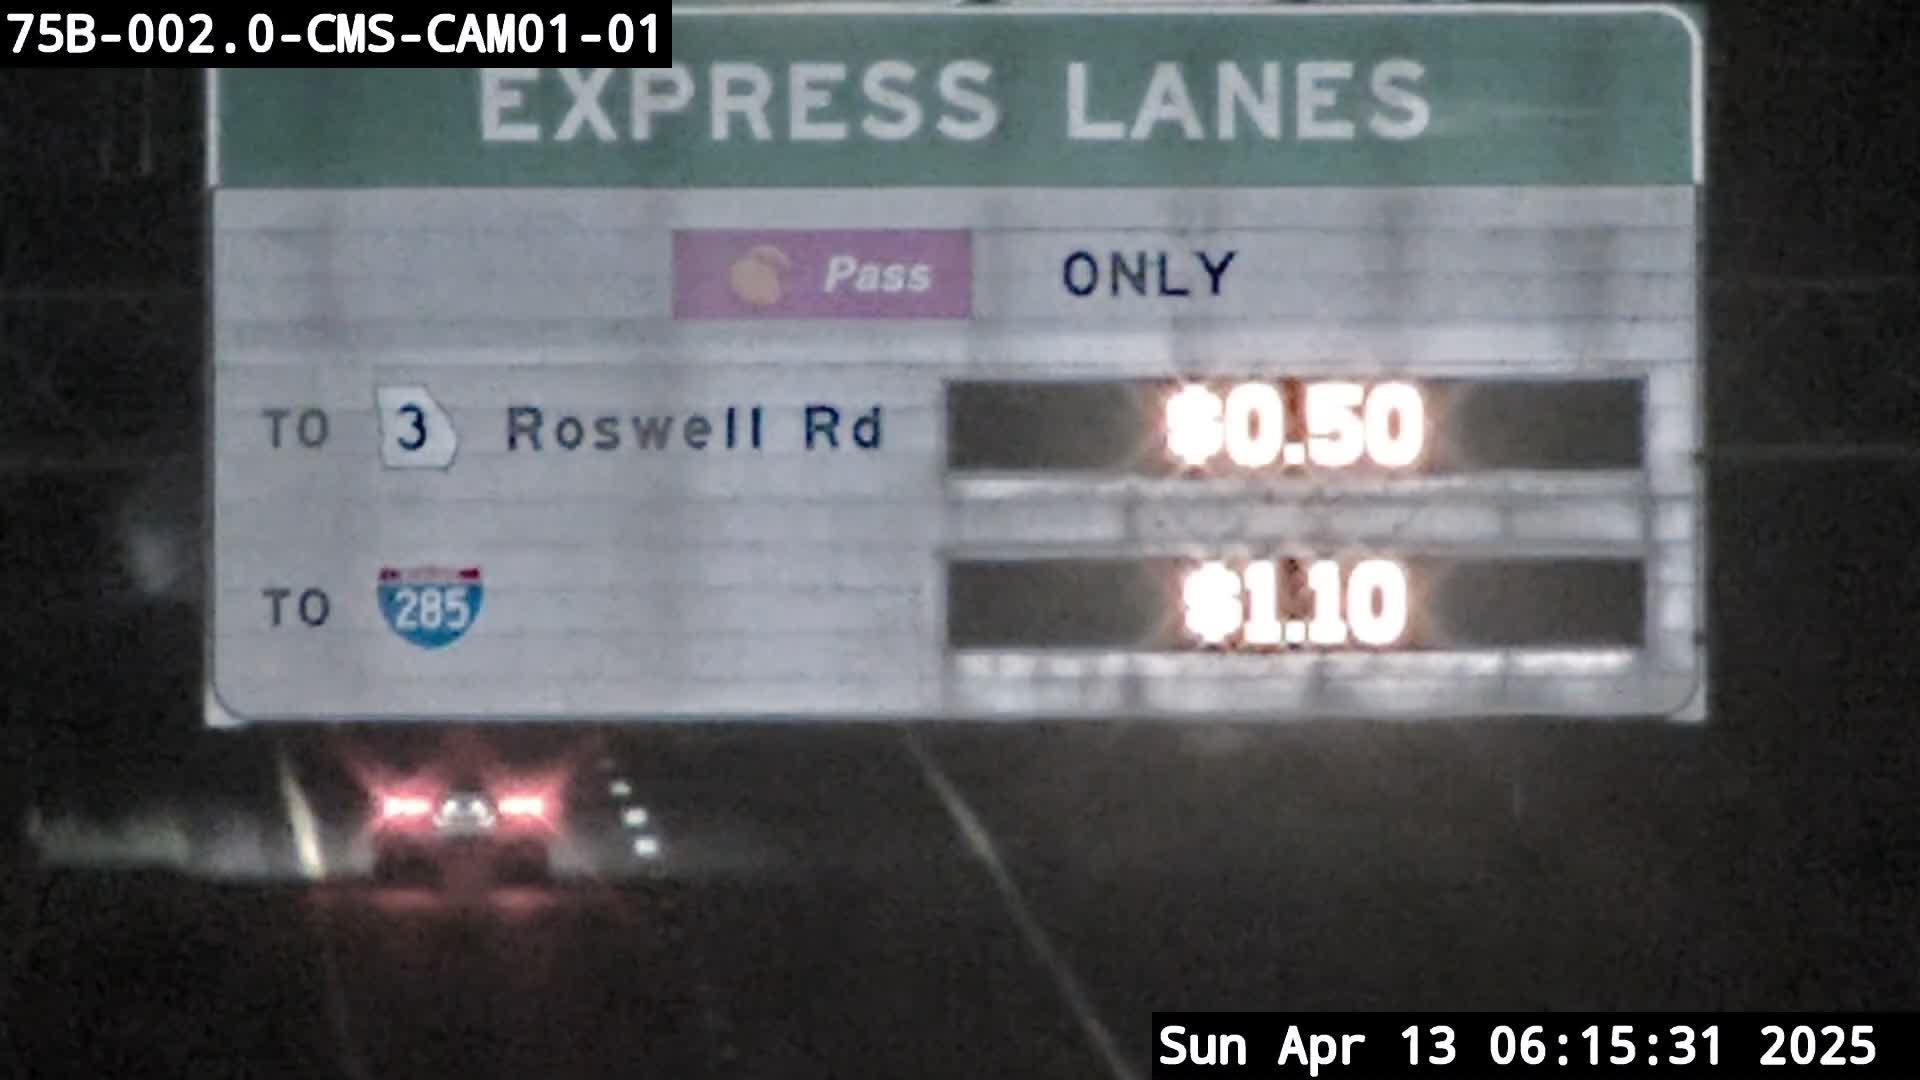 75B-002.0-CMS-CAM01-01
EXPRESS LANES
Pass ONLY
TO 3 Roswell Rd $0.50
TO 285 $1.10
Sun Apr 13 06:15:31 2025